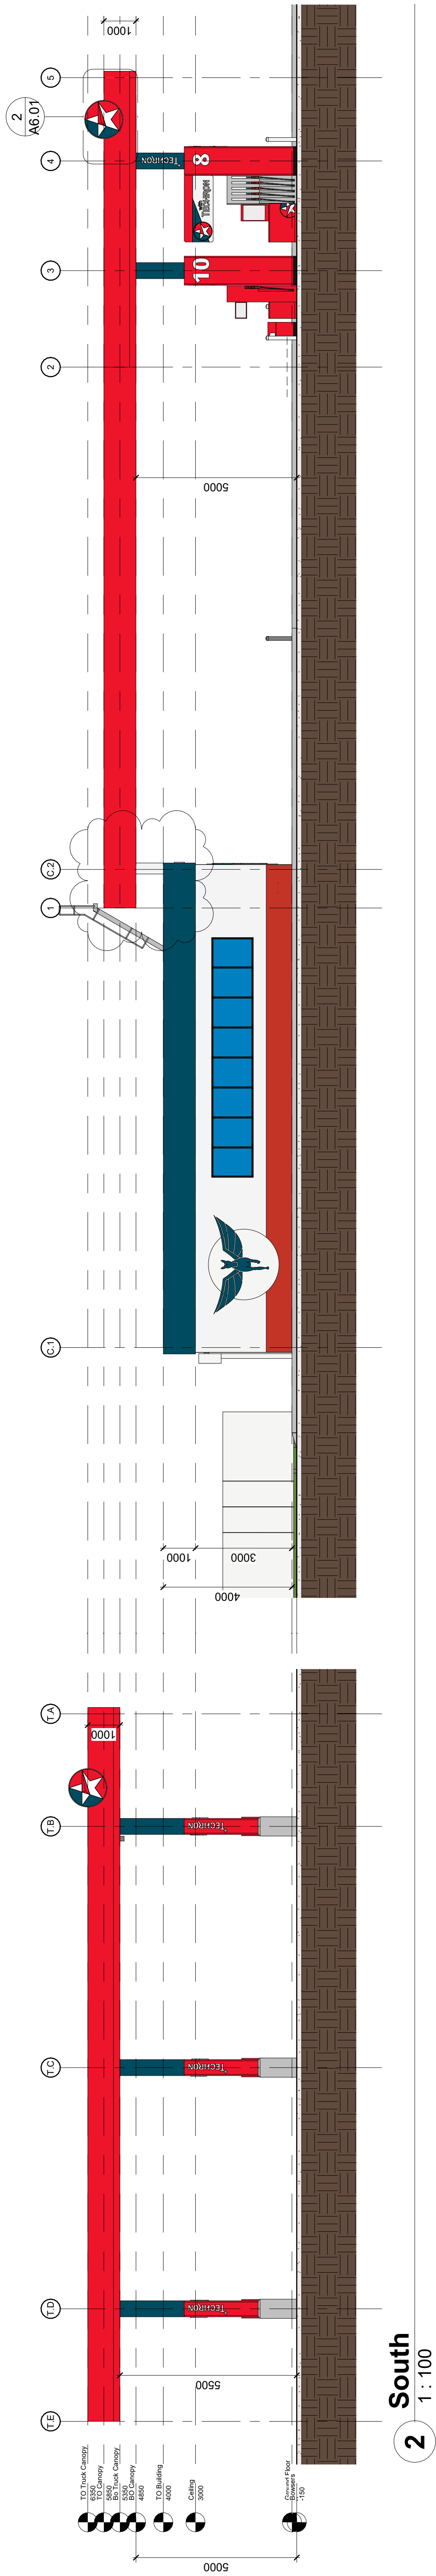 2
A6.01
5
4
3
2
C.2
1
C.1
T.A
T.B
T.C
T.D
T.E
1000
5000
TECHRON
TECHRON
8
10
1000
3000
4000
1000
TECHRON
TECHRON
TECHRON
5500
5000
TO Truck Canopy
6350
TO Canopy
5850
Bo Truck Canopy
5350
BO Canopy
4850
TO Building
4000
Ceiling
3000
Ground Floor
Bowsers
-150
2
South
1 : 100